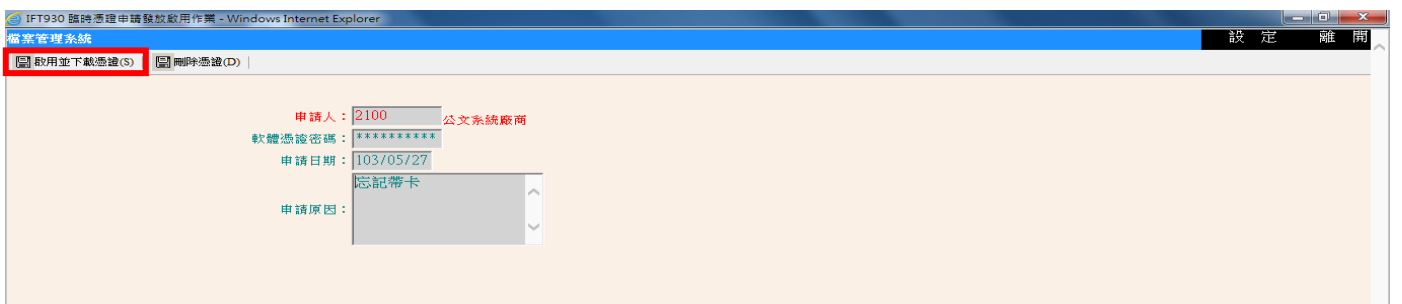 IFT930 臨時憑證申請發放啟用作業 - Windows Internet Explorer
檔案管理系統 設 定 離 開
啟用並下載憑證(S) 刪除憑證(D)
申請人：2100 公文系統廠商
軟體憑證密碼：**********
申請日期：103/05/27
忘記帶卡
申請原因：